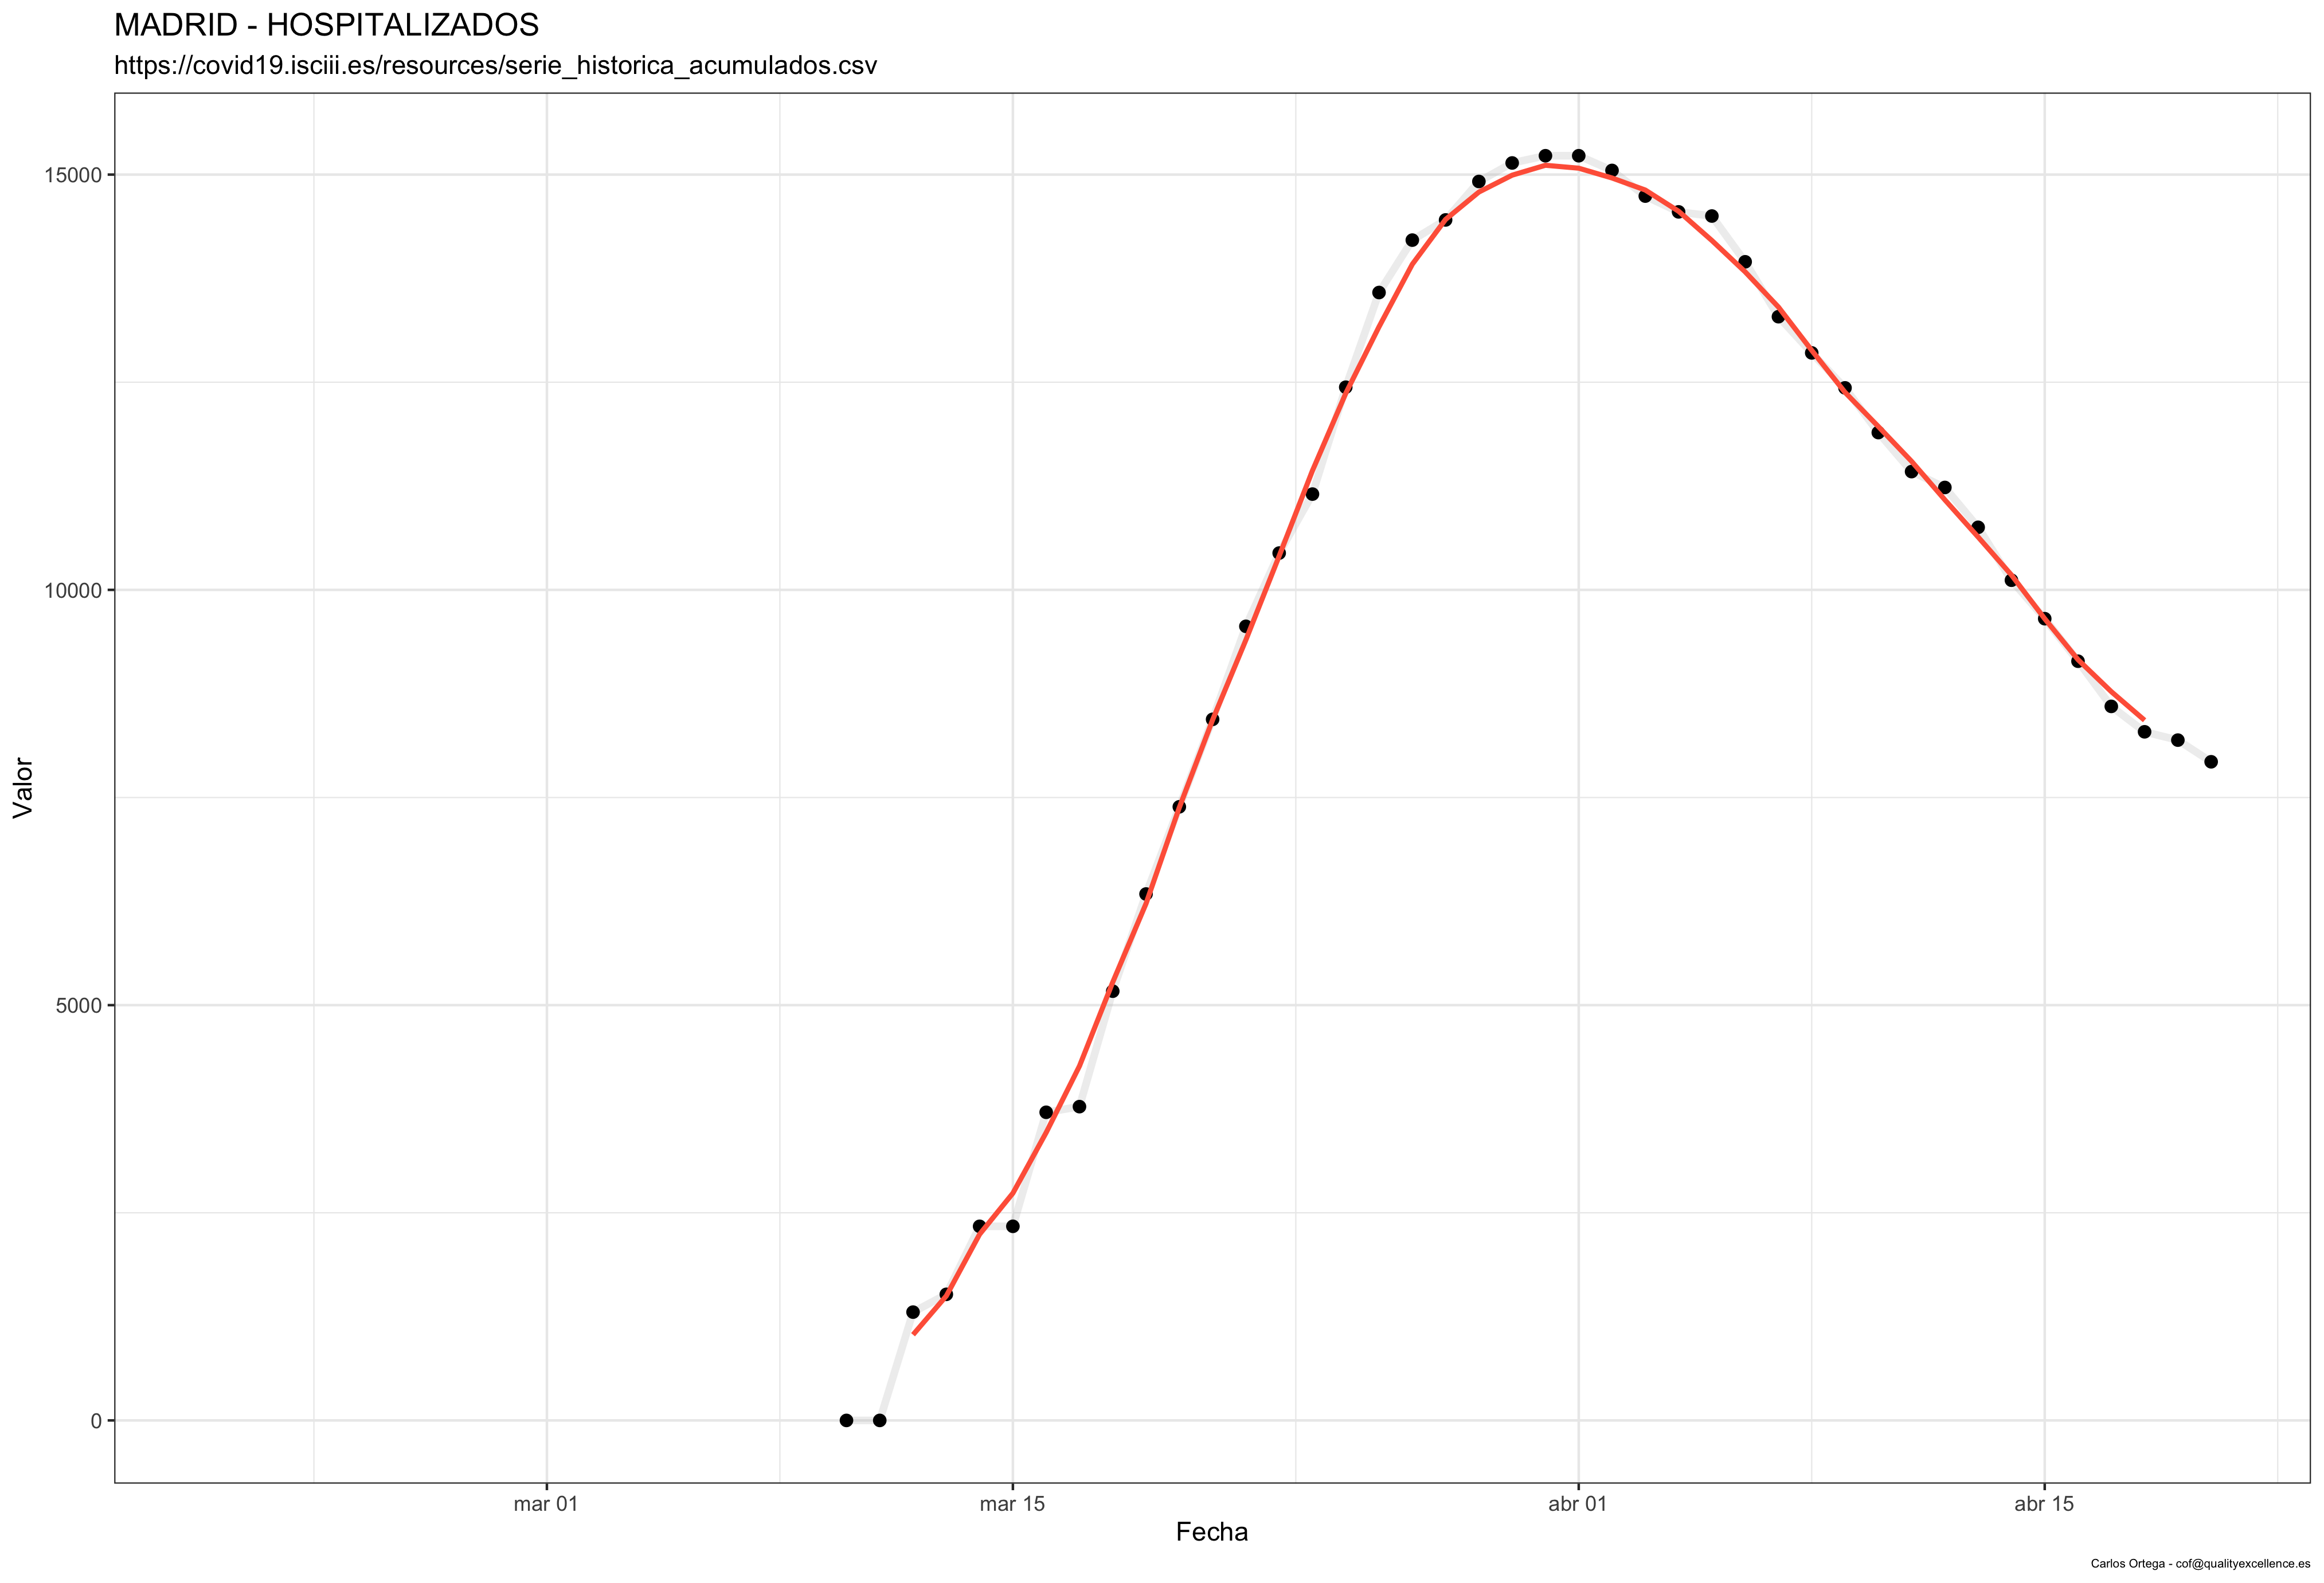 MADRID - HOSPITALIZADOS
https://covid19.isciii.es/resources/serie_historica_acumulados.csv
15000
10000
5000
0
Valor
mar 01
mar 15
abr 01
abr 15
Fecha
Carlos Ortega - cof@qualityexcellence.es